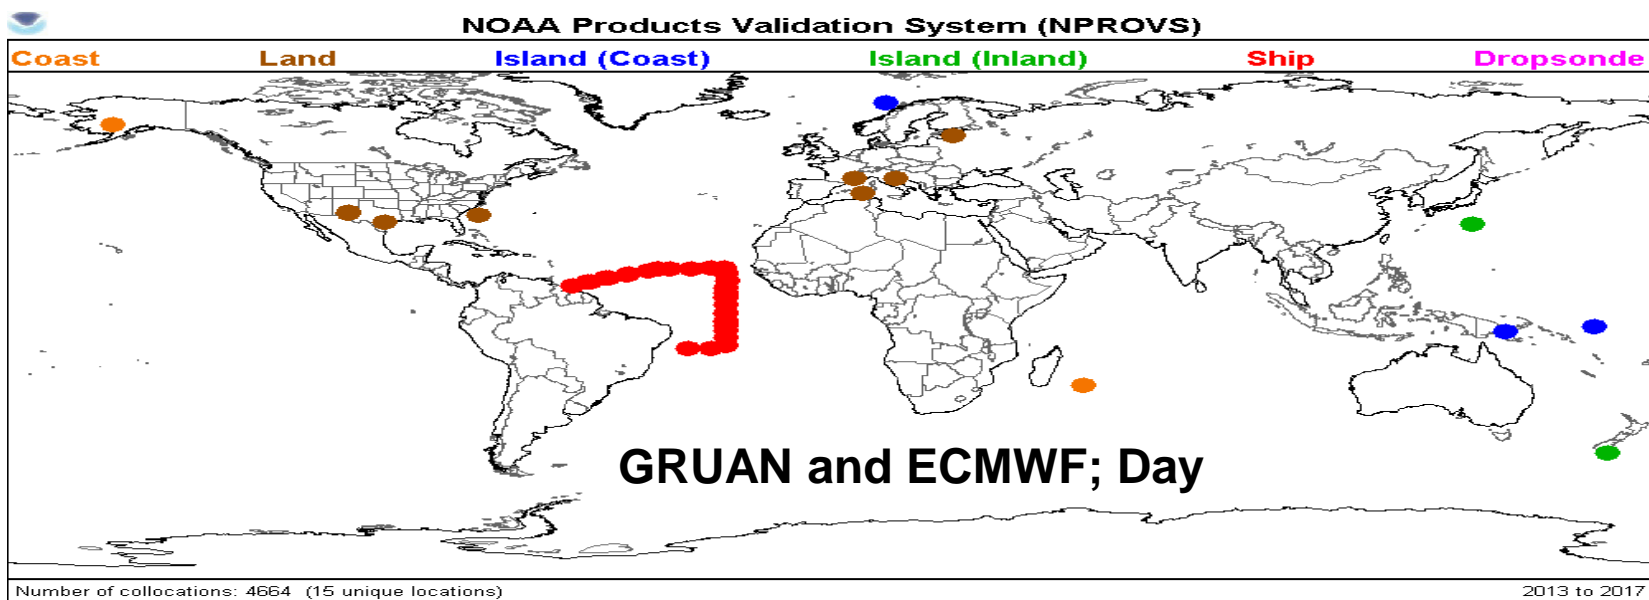 NOAA Products Validation System (NPROVS)
Coast Land Island (Coast) Island (Inland) Ship Dropsonde
GRUAN and ECMWF; Day
Number of collocations: 4664 (15 unique locations) 2013 to 2017